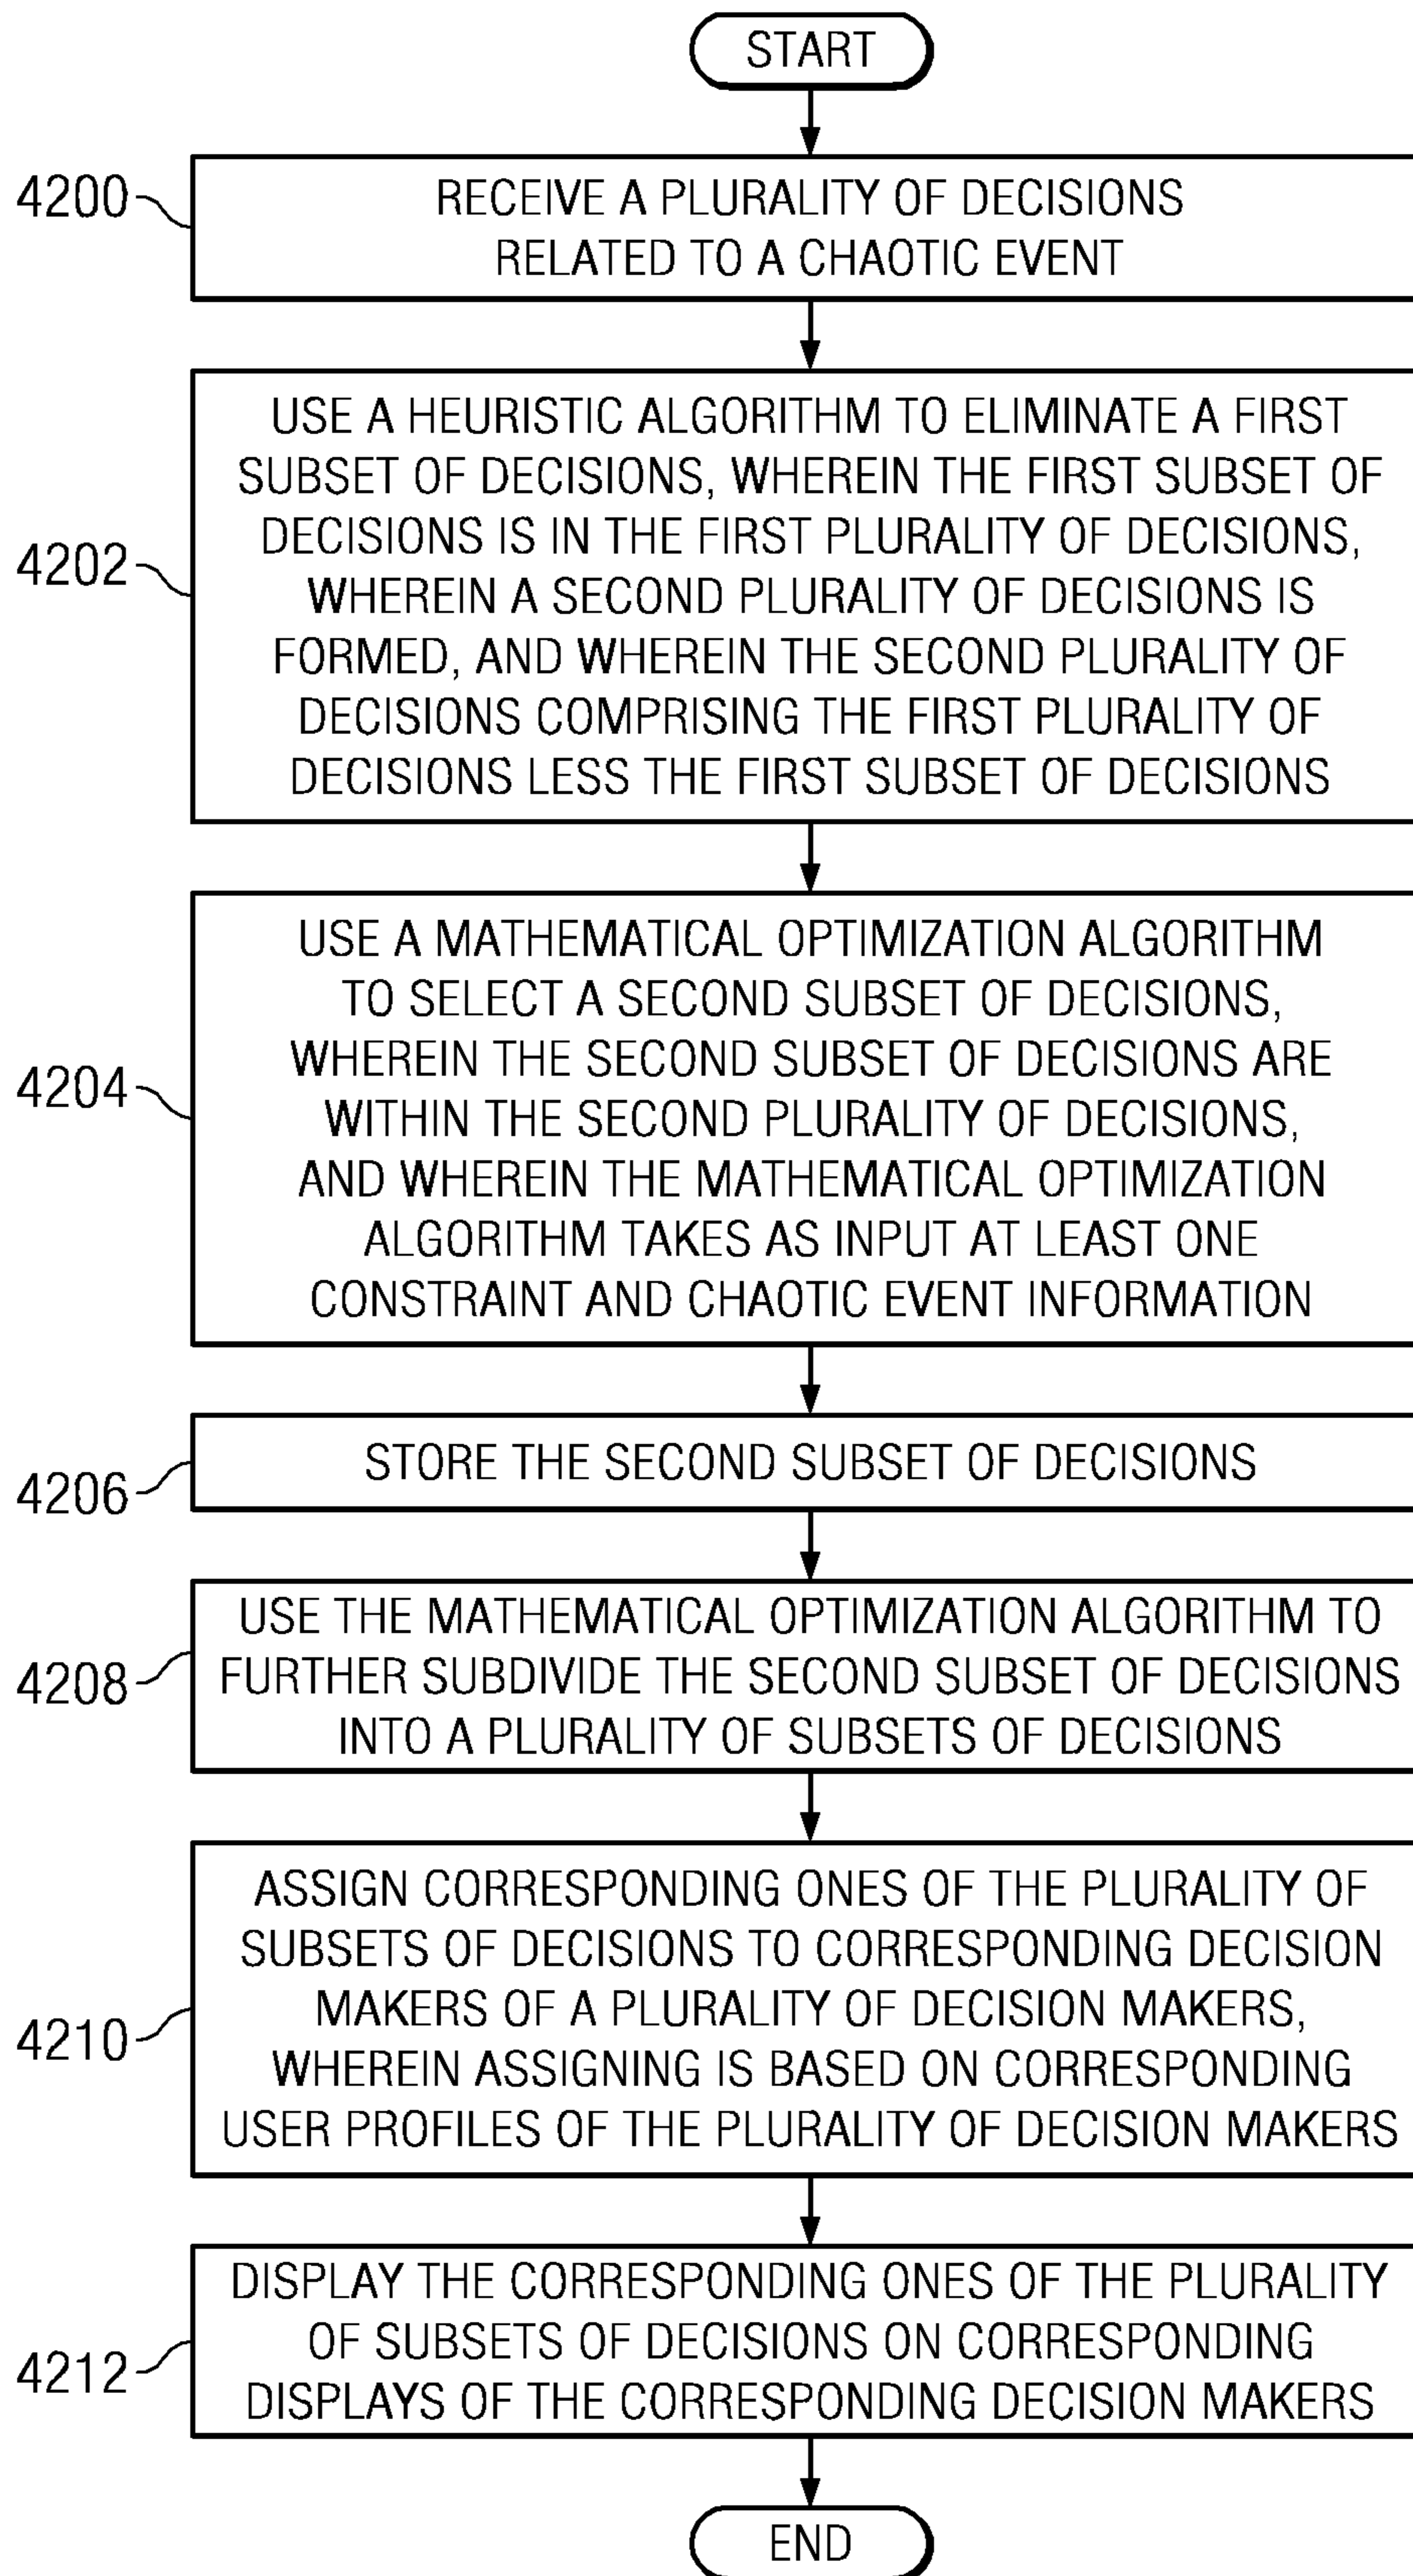 START
4200
RECEIVE A PLURALITY OF DECISIONS
RELATED TO A CHAOTIC EVENT
4202
USE A HEURISTIC ALGORITHM TO ELIMINATE A FIRST
SUBSET OF DECISIONS, WHEREIN THE FIRST SUBSET OF
DECISIONS IS IN THE FIRST PLURALITY OF DECISIONS,
WHEREIN A SECOND PLURALITY OF DECISIONS IS
FORMED, AND WHEREIN THE SECOND PLURALITY OF
DECISIONS COMPRISING THE FIRST PLURALITY OF
DECISIONS LESS THE FIRST SUBSET OF DECISIONS
4204
USE A MATHEMATICAL OPTIMIZATION ALGORITHM
TO SELECT A SECOND SUBSET OF DECISIONS,
WHEREIN THE SECOND SUBSET OF DECISIONS ARE
WITHIN THE SECOND PLURALITY OF DECISIONS,
AND WHEREIN THE MATHEMATICAL OPTIMIZATION
ALGORITHM TAKES AS INPUT AT LEAST ONE
CONSTRAINT AND CHAOTIC EVENT INFORMATION
4206
STORE THE SECOND SUBSET OF DECISIONS
4208
USE THE MATHEMATICAL OPTIMIZATION ALGORITHM TO
FURTHER SUBDIVIDE THE SECOND SUBSET OF DECISIONS
INTO A PLURALITY OF SUBSETS OF DECISIONS
4210
ASSIGN CORRESPONDING ONES OF THE PLURALITY OF
SUBSETS OF DECISIONS TO CORRESPONDING DECISION
MAKERS OF A PLURALITY OF DECISION MAKERS,
WHEREIN ASSIGNING IS BASED ON CORRESPONDING
USER PROFILES OF THE PLURALITY OF DECISION MAKERS
4212
DISPLAY THE CORRESPONDING ONES OF THE PLURALITY
OF SUBSETS OF DECISIONS ON CORRESPONDING
DISPLAYS OF THE CORRESPONDING DECISION MAKERS
END